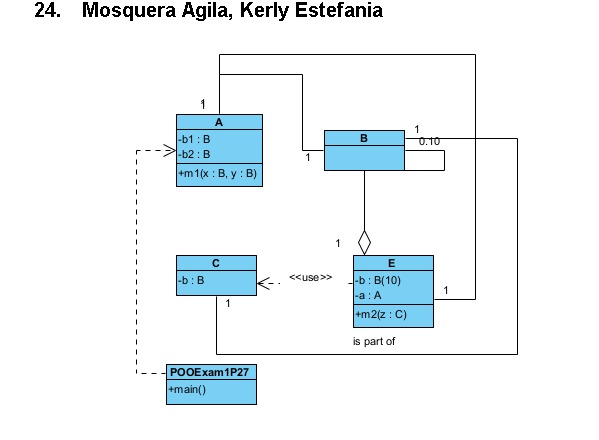 24. Mosquera Agila, Kerly Estefania
1
A
-b1 : B
-b2 : B
+m1(x : B, y : B)
1
B
1
0.10
1
C
-b : B
1
<<use>>
E
-b : B(10)
-a : A
+m2(z : C)
1
is part of
POOExam1P27
+main()